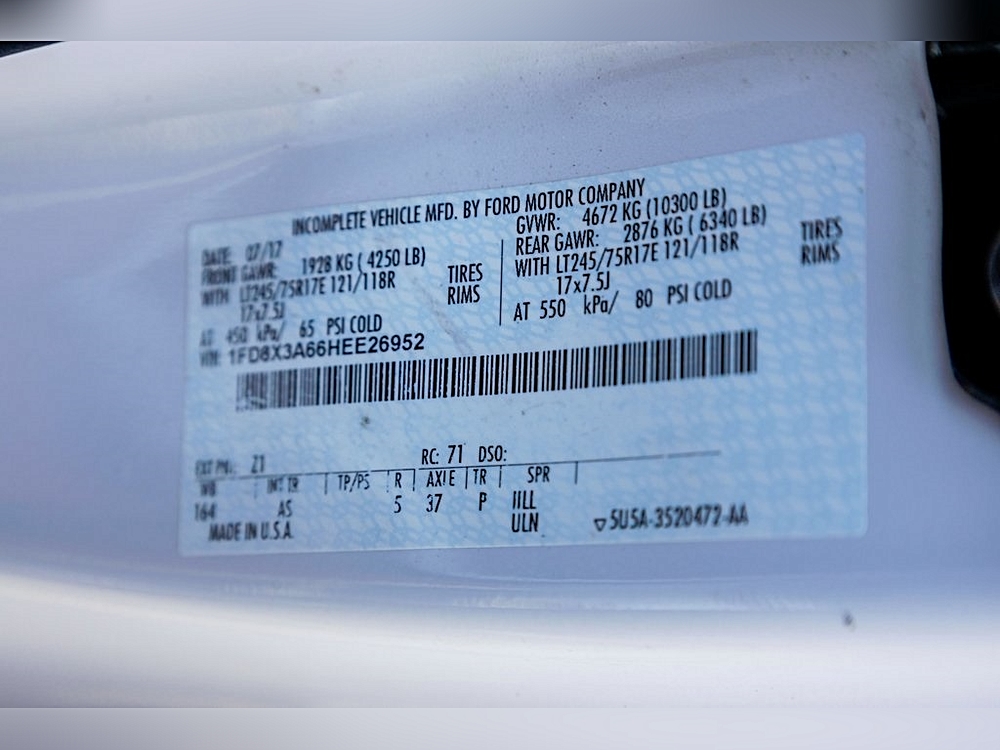 INCOMPLETE VEHICLE MFD. BY FORD MOTOR COMPANY
DATE: 07/17
FRONT GAWR: 1928 KG ( 4250 LB)
WITH LT245/75R17E 121/118R
17x7.5J
AT 450 kPa/ 65 PSI COLD
TIRES
RIMS
GVWR: 4672 KG (10300 LB)
REAR GAWR: 2876 KG ( 6340 LB)
WITH LT245/75R17E 121/118R
17x7.5J
AT 550 kPa/ 80 PSI COLD
TIRES
RIMS
VIN: 1FD8X3A66HEE26952
EXT PNT: Z1 RC: 71 DSO:
WB INT TR TP/PS R AXLE TR SPR
164 AS 5 37 P
ULN
MADE IN U.S.A.
▽5U5A-3520472-AA